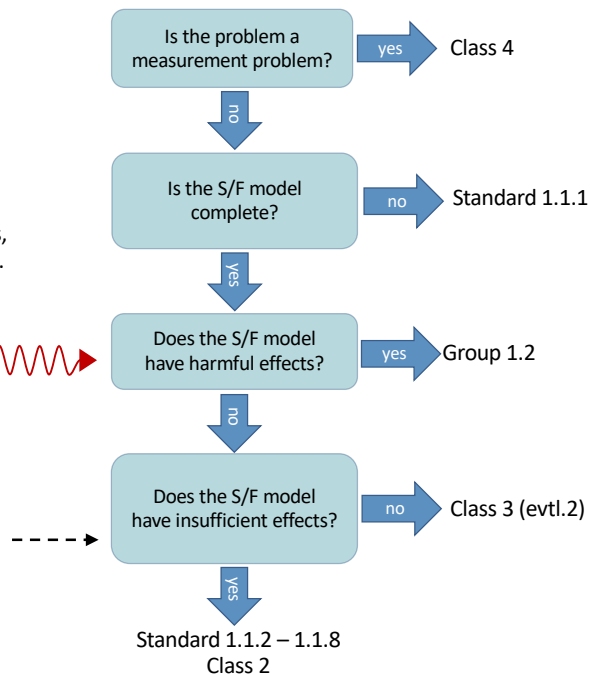 Is the problem a
measurement problem?
yes
Class 4
no
Is the S/F model
complete?
no
Standard 1.1.1
s,
.
yes
Does the S/F model
have harmful effects?
yes
Group 1.2
no
Does the S/F model
have insufficient effects?
no
Class 3 (evtl.2)
yes
Standard 1.1.2 – 1.1.8
Class 2